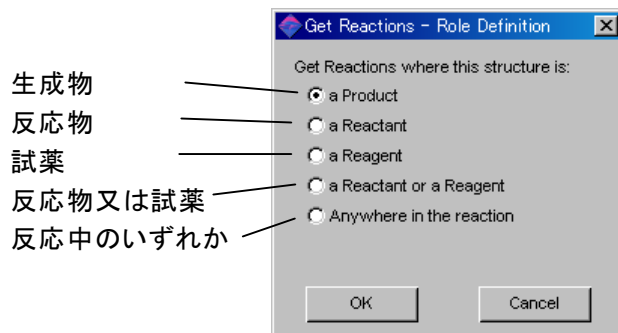 Get Reactions - Role Definition
Get Reactions where this structure is:
生成物
a Product
反応物
a Reactant
試薬
a Reagent
反応物又は試薬
a Reactant or a Reagent
反応中のいずれか
Anywhere in the reaction
OK
Cancel